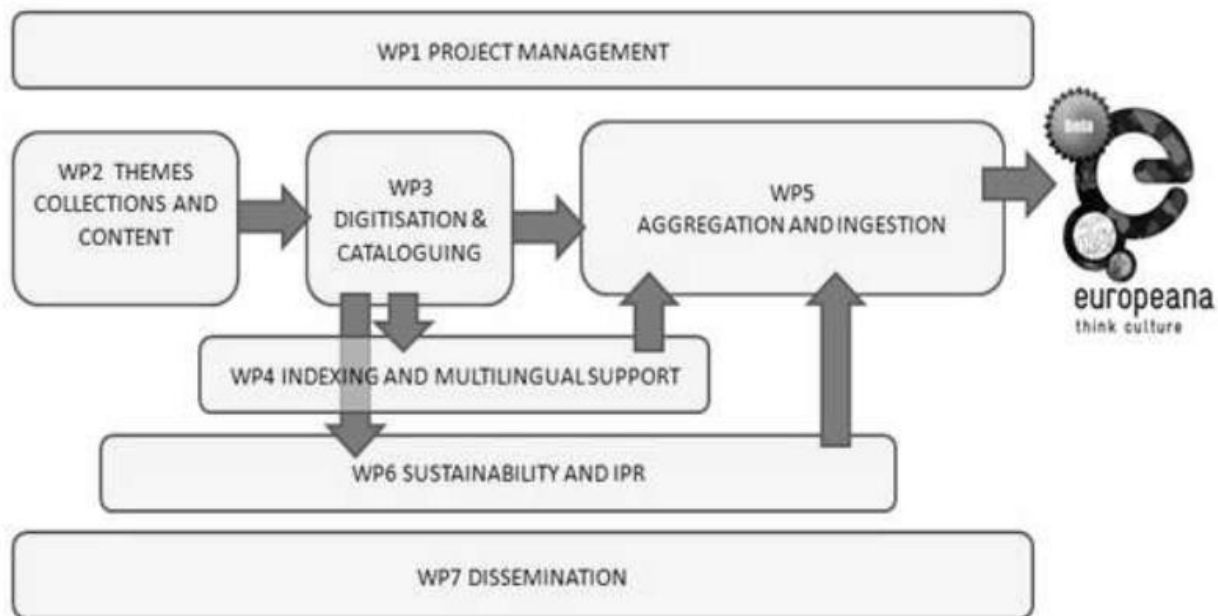 WP1 PROJECT MANAGEMENT
WP2 THEMES
COLLECTIONS AND
CONTENT
WP3
DIGITISATION &
CATALOGUING
WP5
AGGREGATION AND INGESTION
Beta
europeana
think culture
WP4 INDEXING AND MULTILINGUAL SUPPORT
WP6 SUSTAINABILITY AND IPR
WP7 DISSEMINATION